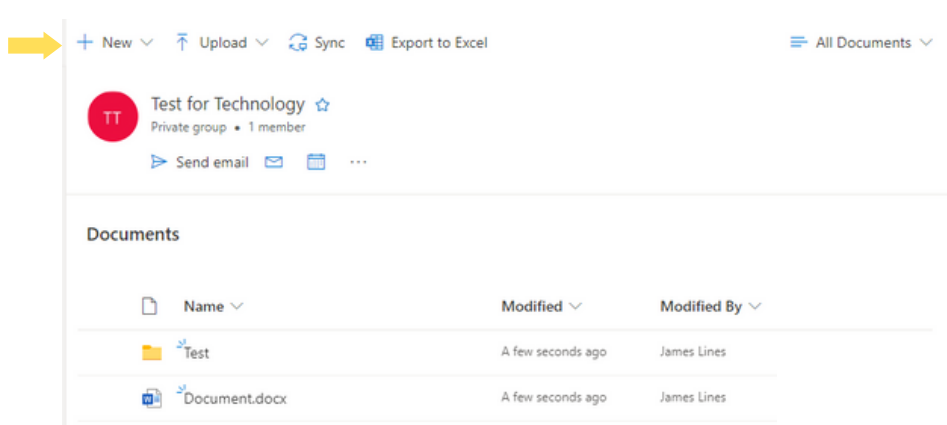 New Upload Sync Export to Excel All Documents
TT
Test for Technology
Private group • 1 member
Send email ...
Documents
Name Modified Modified By
Test A few seconds ago James Lines
Document.docx A few seconds ago James Lines